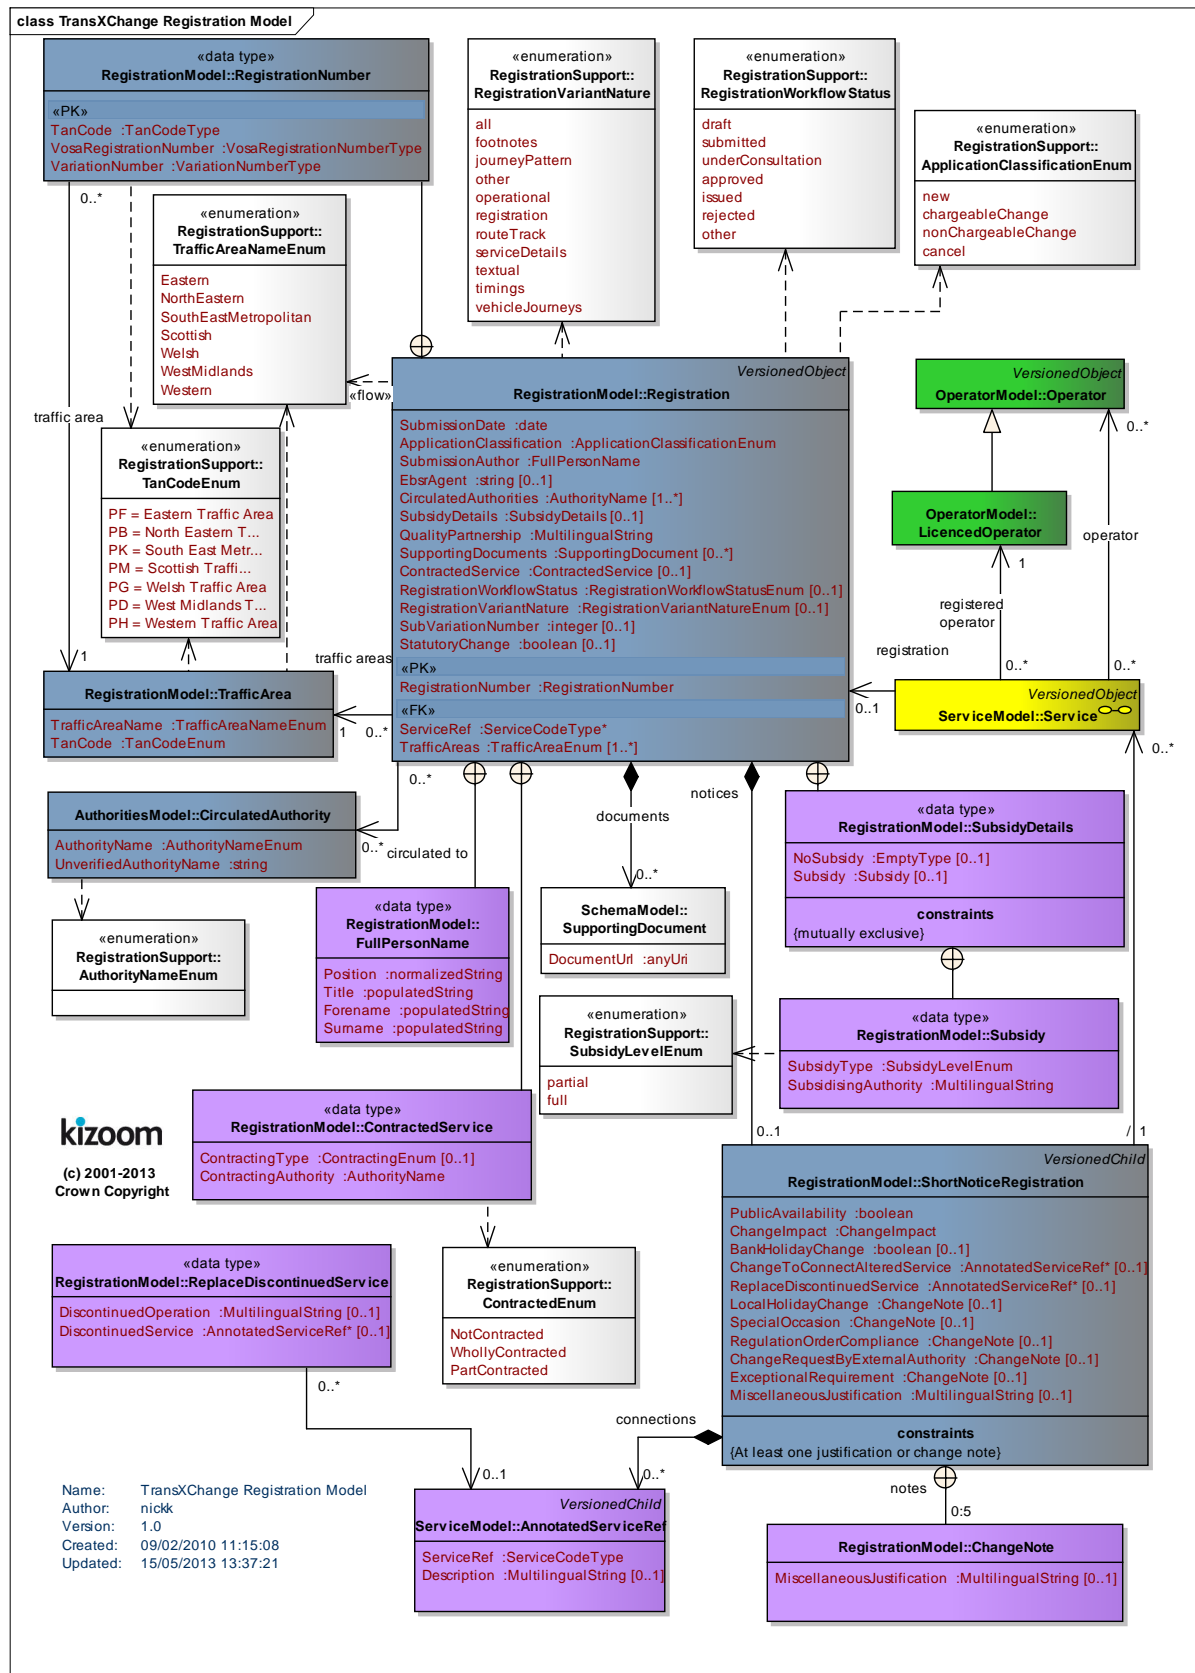 class TransXChange Registration Model
«data type»
RegistrationModel::RegistrationNumber
«PK»
TanCode :TanCodeType
VosaRegistrationNumber :VosaRegistrationNumberType
VariationNumber :VariationNumberType
«enumeration»
RegistrationSupport::
RegistrationVariantNature
all
footnotes
journeyPattern
other
operational
registration
routeTrack
serviceDetails
textual
timings
vehicleJourneys
«enumeration»
RegistrationSupport::
RegistrationWorkflowStatus
draft
submitted
underConsultation
approved
issued
rejected
other
«enumeration»
RegistrationSupport::
ApplicationClassificationEnum
new
chargeableChange
nonChargeableChange
cancel
0..*
«enumeration»
RegistrationSupport::
TrafficAreaNameEnum
Eastern
NorthEastern
SouthEastMetropolitan
Scottish
Welsh
WestMidlands
Western
«flow»
traffic area
«enumeration»
RegistrationSupport::
TanCodeEnum
PF = Eastern Traffic Area
PB = North Eastern T...
PK = South East Metr...
PM = Scottish Traffi...
PG = Welsh Traffic Area
PD = West Midlands T...
PH = Western Traffic Area
VersionedObject
RegistrationModel::Registration
SubmissionDate :date
ApplicationClassification :ApplicationClassificationEnum
SubmissionAuthor :FullPersonName
EbsrAgent :string [0..1]
CirculatedAuthorities :AuthorityName [1..*]
SubsidyDetails :SubsidyDetails [0..1]
QualityPartnership :MultilingualString
SupportingDocuments :SupportingDocument [0..*]
ContractedService :ContractedService [0..1]
RegistrationWorkflowStatus :RegistrationWorkflowStatusEnum [0..1]
RegistrationVariantNature :RegistrationVariantNatureEnum [0..1]
SubVariationNumber :integer [0..1]
StatutoryChange :boolean [0..1]
«PK»
RegistrationNumber :RegistrationNumber
«FK»
ServiceRef :ServiceCodeType*
TrafficAreas :TrafficAreaEnum [1..*]
VersionedObject
OperatorModel::Operator
0..*
OperatorModel::
LicencedOperator
1
operator
registered
operator
registration
0..*
0..*
0..1
VersionedObject
ServiceModel::Service
0..*
1
traffic areas
RegistrationModel::TrafficArea
TrafficAreaName :TrafficAreaNameEnum
TanCode :TanCodeEnum
1
0..*
0..*
AuthoritiesModel::CirculatedAuthority
AuthorityName :AuthorityNameEnum
UnverifiedAuthorityName :string
0..*
circulated to
«enumeration»
RegistrationSupport::
AuthorityNameEnum
«data type»
RegistrationModel::
FullPersonName
Position :normalizedString
Title :populatedString
Forename :populatedString
Surname :populatedString
documents
0..*
SchemaModel::
SupportingDocument
DocumentUrl :anyUri
notices
«data type»
RegistrationModel::SubsidyDetails
NoSubsidy :EmptyType [0..1]
Subsidy :Subsidy [0..1]
constraints
{mutually exclusive}
«enumeration»
RegistrationSupport::
SubsidyLevelEnum
partial
full
«data type»
RegistrationModel::Subsidy
SubsidyType :SubsidyLevelEnum
SubsidisingAuthority :MultilingualString
kizoom
(c) 2001-2013
Crown Copyright
«data type»
RegistrationModel::ContractedService
ContractingType :ContractingEnum [0..1]
ContractingAuthority :AuthorityName
0..1
/ 1
VersionedChild
RegistrationModel::ShortNoticeRegistration
PublicAvailability :boolean
ChangeImpact :ChangeImpact
BankHolidayChange :boolean [0..1]
ChangeToConnectAlteredService :AnnotatedServiceRef* [0..1]
ReplaceDiscontinuedService :AnnotatedServiceRef* [0..1]
LocalHolidayChange :ChangeNote [0..1]
SpecialOccasion :ChangeNote [0..1]
RegulationOrderCompliance :ChangeNote [0..1]
ChangeRequestByExternalAuthority :ChangeNote [0..1]
ExceptionalRequirement :ChangeNote [0..1]
MiscellaneousJustification :MultilingualString [0..1]
constraints
{At least one justification or change note}
«data type»
RegistrationModel::ReplaceDiscontinuedService
DiscontinuedOperation :MultilingualString [0..1]
DiscontinuedService :AnnotatedServiceRef* [0..1]
«enumeration»
RegistrationSupport::
ContractedEnum
NotContracted
WhollyContracted
PartContracted
0..*
connections
0..1
0..*
VersionedChild
ServiceModel::AnnotatedServiceRef
ServiceRef :ServiceCodeType
Description :MultilingualString [0..1]
notes
0:5
RegistrationModel::ChangeNote
MiscellaneousJustification :MultilingualString [0..1]
Name: TransXChange Registration Model
Author: nickk
Version: 1.0
Created: 09/02/2010 11:15:08
Updated: 15/05/2013 13:37:21